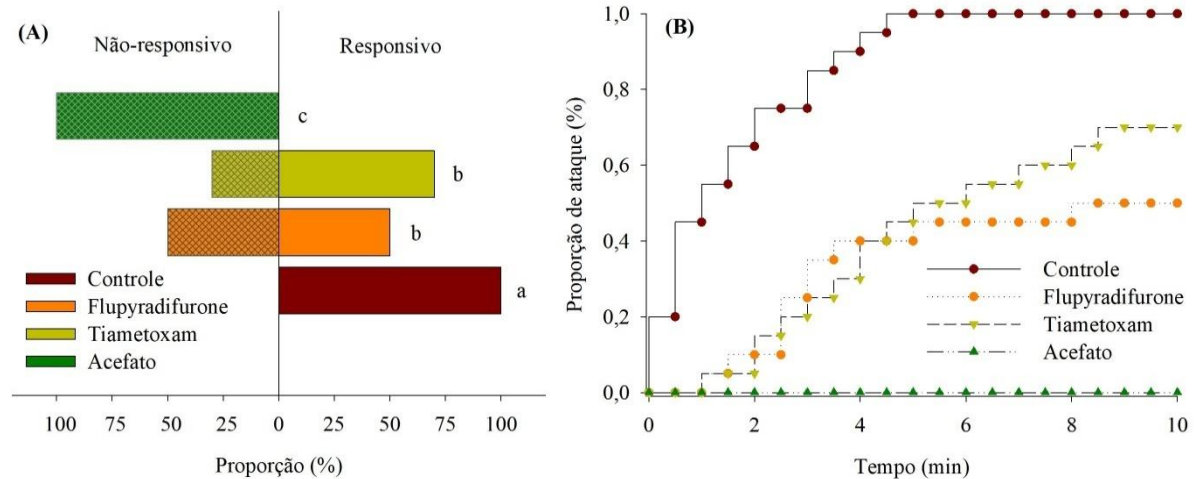 (A)
Não-responsivo
Responsivo
c
b
b
a
Controle
Flupyradifurone
Tiametoxam
Acefato
100 75 50 25 0 25 50 75 100
Proporção (%)
(B)
Proporção de ataque (%)
1,0
0,8
0,6
0,4
0,2
0,0
Controle
Flupyradifurone
Tiametoxam
Acefato
0 2 4 6 8 10
Tempo (min)